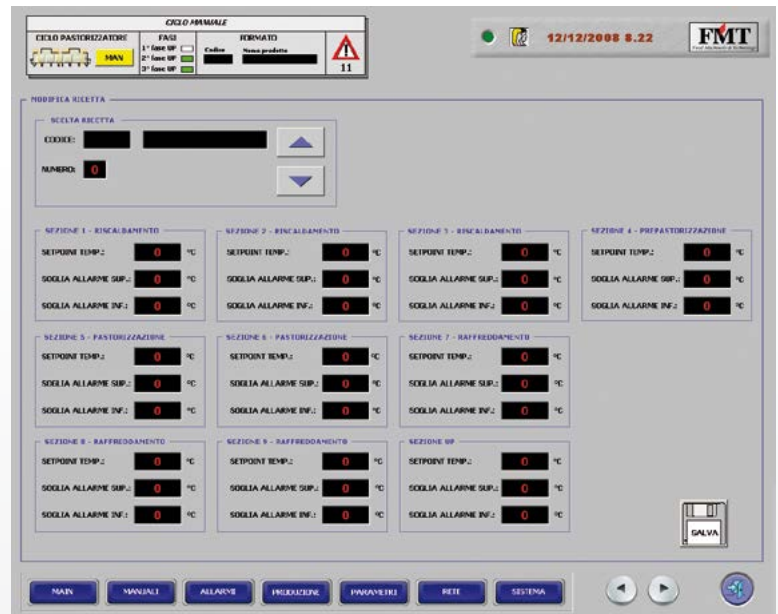 CICLO MANUALE
CICLO PASTORIZZATORE FASI FORMATO
MAN 1° fase UP Codice Nome prodotto
2° fase UP
3° fase UP 11
12/12/2008 8.22
FMT
MODIFICA RICETTA
SCELTA RICETTA
CODICE:
NUMERO: 0
SEZIONE 1 - RISCALDAMENTO SEZIONE 2 - RISCALDAMENTO SEZIONE 3 - RISCALDAMENTO SEZIONE 4 - PREPASTORIZZAZIONE
SETPOINT TEMP.: 0 °C SETPOINT TEMP.: 0 °C SETPOINT TEMP.: 0 °C SETPOINT TEMP.: 0 °C
SOGLIA ALLARME SUP.: 0 °C SOGLIA ALLARME SUP.: 0 °C SOGLIA ALLARME SUP.: 0 °C SOGLIA ALLARME SUP.: 0 °C
SOGLIA ALLARME INF.: 0 °C SOGLIA ALLARME INF.: 0 °C SOGLIA ALLARME INF.: 0 °C SOGLIA ALLARME INF.: 0 °C
SEZIONE 5 - PASTORIZZAZIONE SEZIONE 6 - PASTORIZZAZIONE SEZIONE 7 - RAFFREDDAMENTO
SETPOINT TEMP.: 0 °C SETPOINT TEMP.: 0 °C SETPOINT TEMP.: 0 °C
SOGLIA ALLARME SUP.: 0 °C SOGLIA ALLARME SUP.: 0 °C SOGLIA ALLARME SUP.: 0 °C
SOGLIA ALLARME INF.: 0 °C SOGLIA ALLARME INF.: 0 °C SOGLIA ALLARME INF.: 0 °C
SEZIONE 8 - RAFFREDDAMENTO SEZIONE 9 - RAFFREDDAMENTO SEZIONE UP
SETPOINT TEMP.: 0 °C SETPOINT TEMP.: 0 °C SETPOINT TEMP.: 0 °C
SOGLIA ALLARME SUP.: 0 °C SOGLIA ALLARME SUP.: 0 °C SOGLIA ALLARME SUP.: 0 °C
SOGLIA ALLARME INF.: 0 °C SOGLIA ALLARME INF.: 0 °C SOGLIA ALLARME INF.: 0 °C
SALVA
MAIN MANUALI ALLARMI PRODUZIONE PARAMETRI RETE SISTEMA